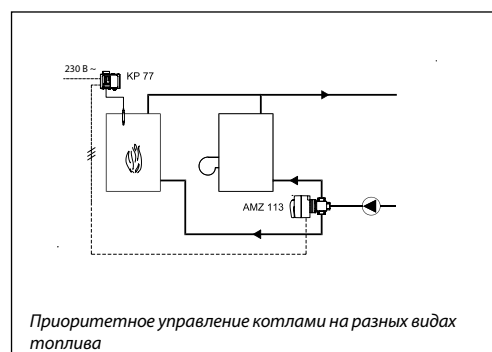 230 В ~
KP 77
AMZ 113
Приоритетное управление котлами на разных видах
топлива